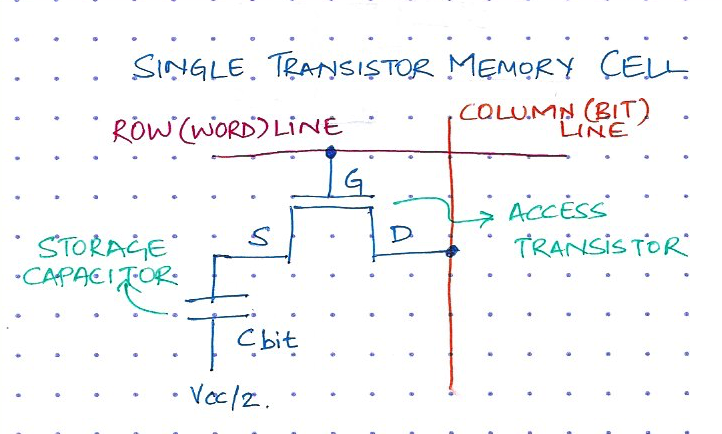 SINGLE TRANSISTOR MEMORY CELL
ROW (WORD) LINE
COLUMN (BIT)
LINE
G
S
D
ACCESS
TRANSISTOR
STORAGE
CAPACITOR
Cbit
Vcc/2.